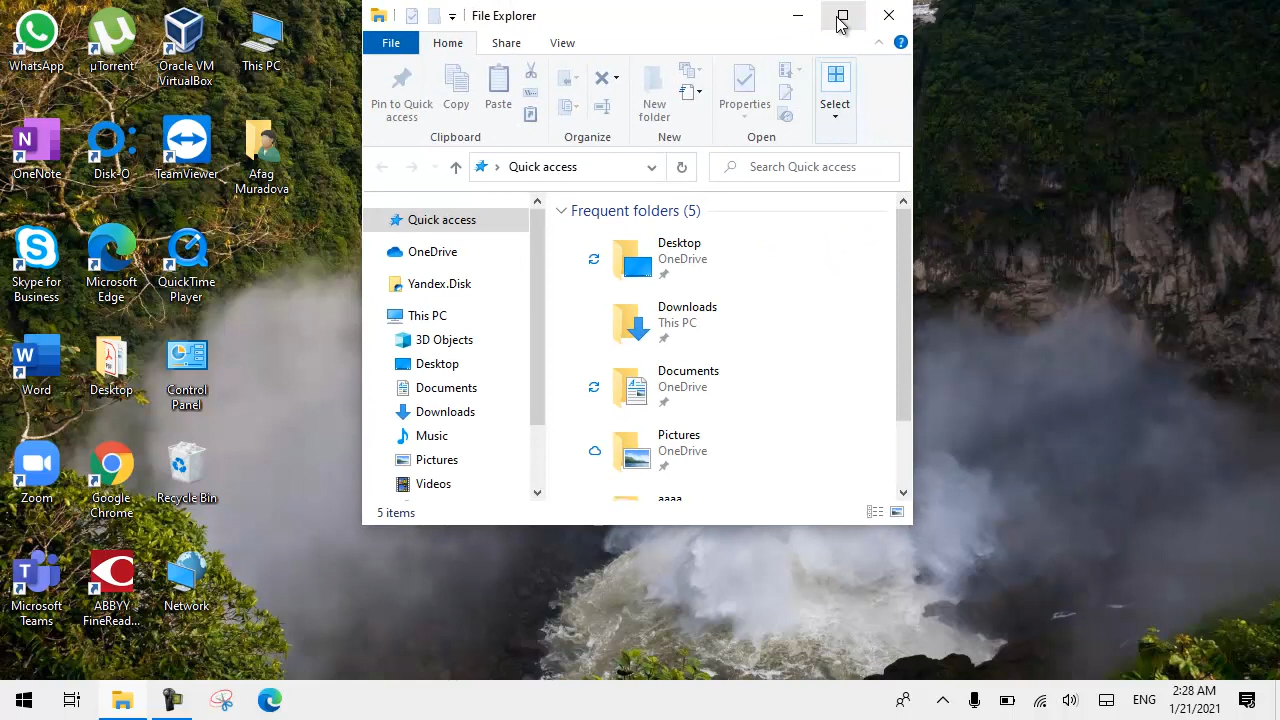 WhatsApp
µTorrent
Oracle VM
VirtualBox
This PC
OneNote
Disk-O
TeamViewer
Afag
Muradova
Skype for
Business
Microsoft
Edge
QuickTime
Player
Word
Desktop
Control
Panel
Zoom
Google
Chrome
Recycle Bin
Microsoft
Teams
ABBYY
FineRead...
Network
File Explorer
File
Home
Share
View
Pin to Quick
access
Copy
Paste
New
folder
Properties
Select
Clipboard
Organize
New
Open
Quick access
Search Quick access
Quick access
OneDrive
Yandex.Disk
This PC
3D Objects
Desktop
Documents
Downloads
Music
Pictures
Videos
Frequent folders (5)
Desktop
OneDrive
Downloads
This PC
Documents
OneDrive
Pictures
OneDrive
aaaa
5 items
ENG
2:28 AM
1/21/2021